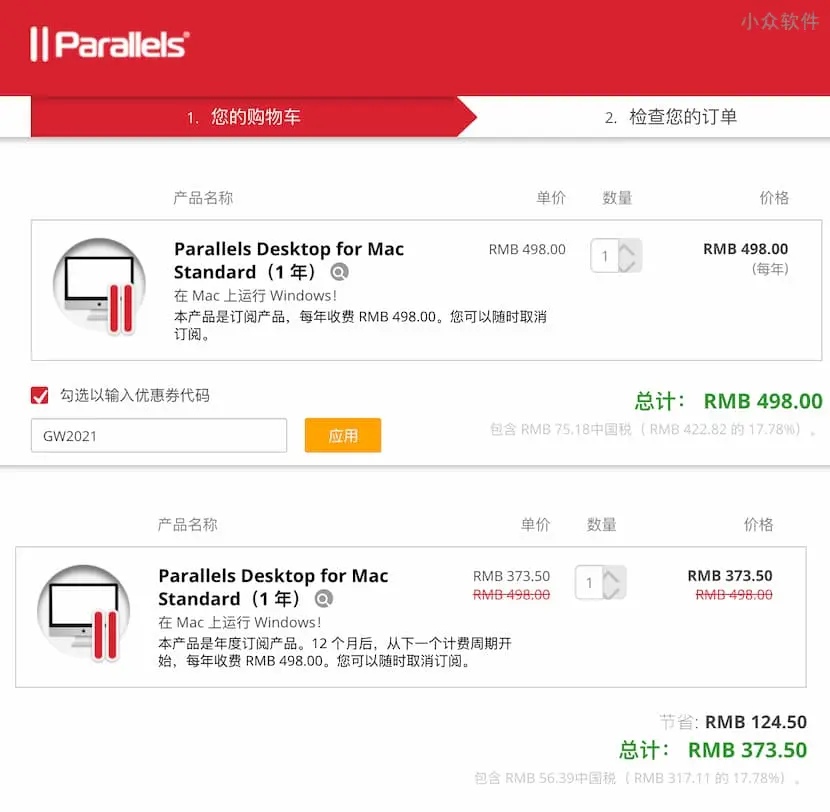 小众软件
Parallels®
1. 您的购物车
2. 检查您的订单
产品名称 单价 数量 价格
Parallels Desktop for Mac
Standard（1 年）
RMB 498.00 1 RMB 498.00
(每年)
在 Mac 上运行 Windows！
本产品是订阅产品，每年收费 RMB 498.00。您可以随时取消
订阅。
勾选以输入优惠券代码
总计： RMB 498.00
GW2021 应用
包含 RMB 75.18中国税（ RMB 422.82 的 17.78%）。
产品名称 单价 数量 价格
Parallels Desktop for Mac
Standard（1 年）
RMB 373.50 1 RMB 373.50
RMB 498.00 RMB 498.00
在 Mac 上运行 Windows！
本产品是年度订阅产品。12 个月后，从下一个计费周期开
始，每年收费 RMB 498.00。您可以随时取消订阅。
节省: RMB 124.50
总计： RMB 373.50
包含 RMB 56.39中国税（ RMB 317.11 的 17.78%）。